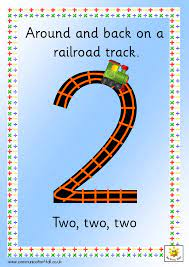 Around and back on a
railroad track.
2
Two, two, two